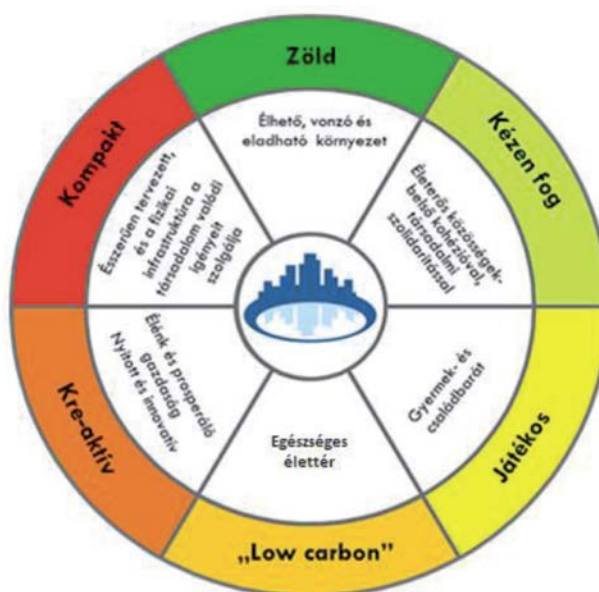 Zöld
Élhető, vonzó és
eladható környezet
Kézen fog
Életerős közösségek-
belső kohézióval,
társadalmi
szolidaritással
Játékos
Gyermek- és
családbarát
„Low carbon”
Egészséges
élettér
Kre-aktív
Élénk és prosperáló
gazdaság
Nyitott és innovatív
Kompakt
Ésszerűen tervezett,
és a fizikai
infrastruktúra a
társadalom valódi
igényeit
szolgálja